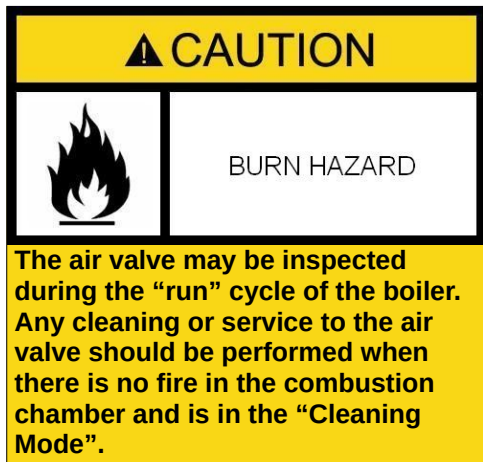 CAUTION
BURN HAZARD
The air valve may be inspected
during the “run” cycle of the boiler.
Any cleaning or service to the air
valve should be performed when
there is no fire in the combustion
chamber and is in the “Cleaning
Mode”.